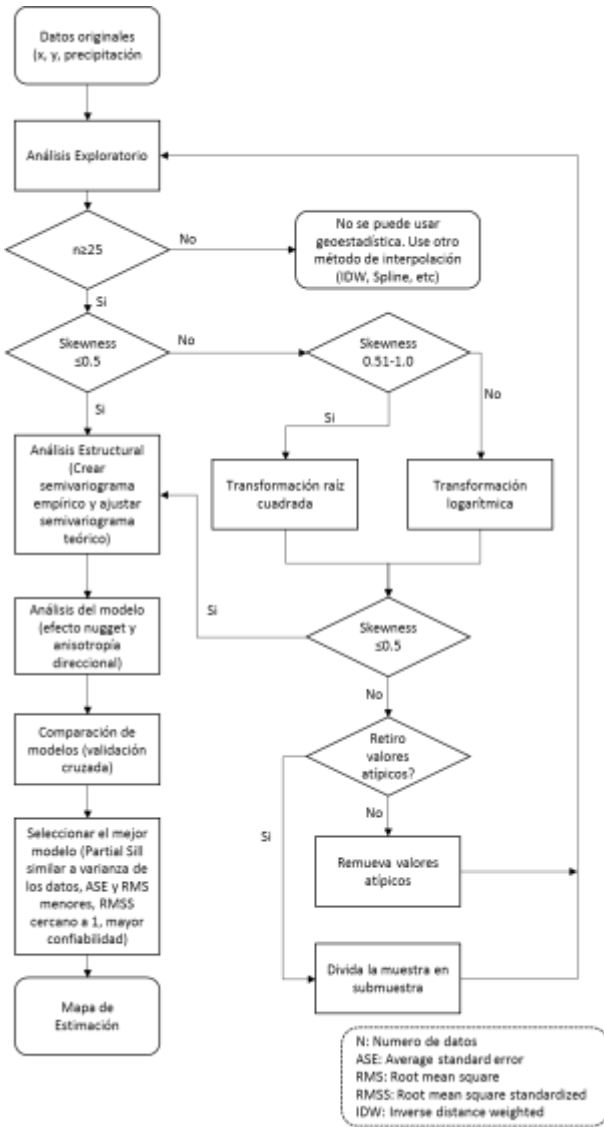 Datos originales
(x, y, precipitación
Análisis Exploratorio
n≥25
No
No se puede usar
geoestadística. Use otro
método de interpolación
(IDW, Spline, etc)
Si
Skewness
≤0.5
No
Skewness
0.51-1.0
No
Si
Si
Análisis Estructural
(Crear
semivariograma
empírico y ajustar
semivariograma
teórico)
Transformación raíz
cuadrada
Transformación
logarítmica
Si
Skewness
≤0.5
Análisis del modelo
(efecto nugget y
anisotropía
direccional)
No
Comparación de
modelos (validación
cruzada)
Retiro
valores
atípicos?
No
Si
Seleccionar el mejor
modelo (Partial Sill
similar a varianza de
los datos, ASE y RMS
menores, RMSS
cercano a 1, mayor
confiabilidad)
Remueva valores
atípicos
Divida la muestra en
submuestra
Mapa de
Estimación
N: Numero de datos
ASE: Average standard error
RMS: Root mean square
RMSS: Root mean square standardized
IDW: Inverse distance weighted